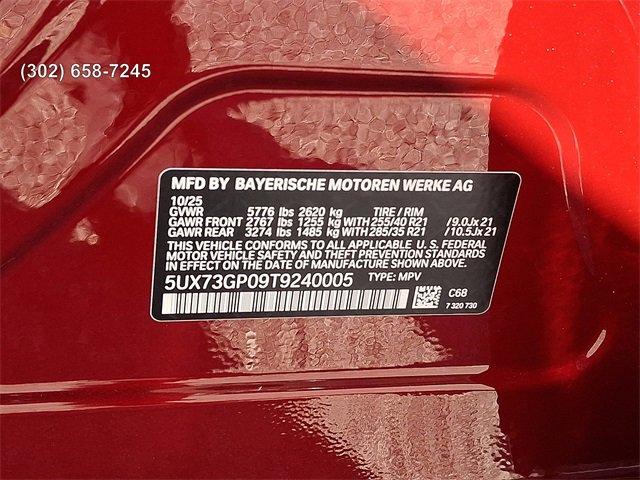 (302) 658-7245
MFD BY BAYERISCHE MOTOREN WERKE AG
10/25
GVWR 5776 lbs 2620 kg TIRE / RIM
GAWR FRONT 2767 lbs 1255 kg WITH 255/40 R21 / 9.0Jx 21
GAWR REAR 3274 lbs 1485 kg WITH 285/35 R21 / 10.5Jx 21
THIS VEHICLE CONFORMS TO ALL APPLICABLE U. S. FEDERAL
MOTOR VEHICLE SAFETY AND THEFT PREVENTION STANDARDS
IN EFFECT ON THE DATE OF MANUFACTURE SHOWN ABOVE.
5UX73GP09T9240005 TYPE: MPV
C68
7 320 730